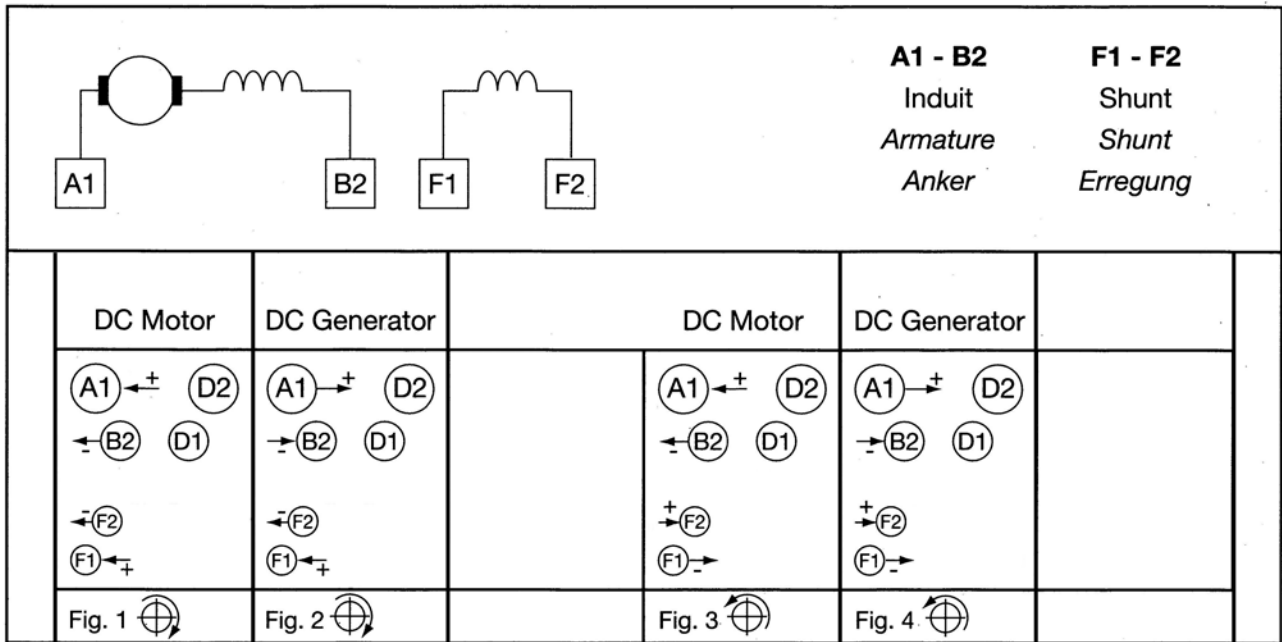 A1 - B2 F1 - F2
Induit Shunt
Armature Shunt
Anker Erregung
A1 B2 F1 F2
DC Motor DC Generator DC Motor DC Generator
A1 + D2 A1 + D2 A1 + D2 A1 + D2
- B2 D1 - B2 D1 - B2 D1 - B2 D1
- F2 - F2 + F2 + F2
F1 + F1 + F1 - F1 -
Fig. 1 Fig. 2 Fig. 3 Fig. 4